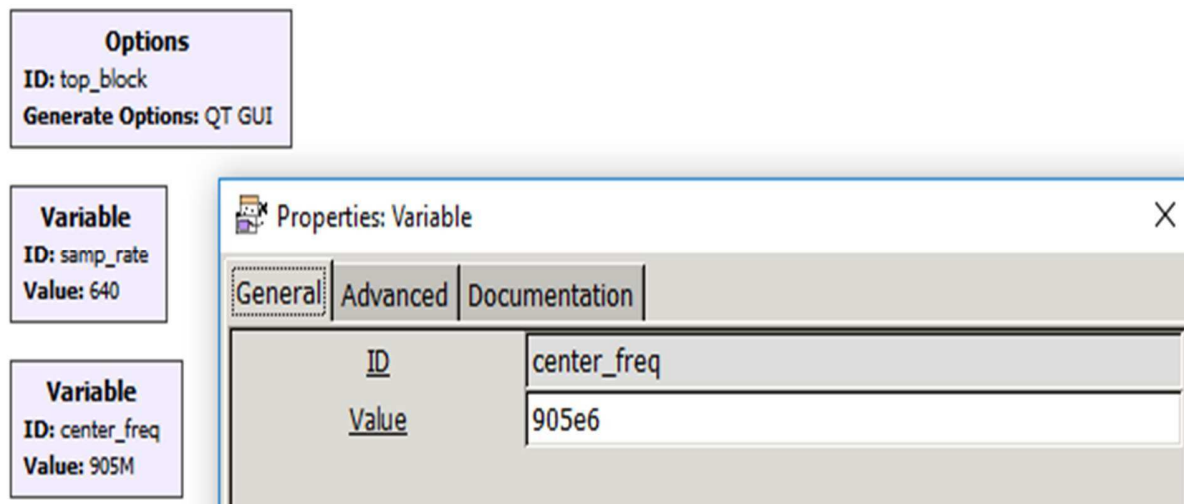 Options
ID: top_block
Generate Options: QT GUI
Variable
ID: samp_rate
Value: 640
Variable
ID: center_freq
Value: 905M
Properties: Variable
General Advanced Documentation
ID center_freq
Value 905e6